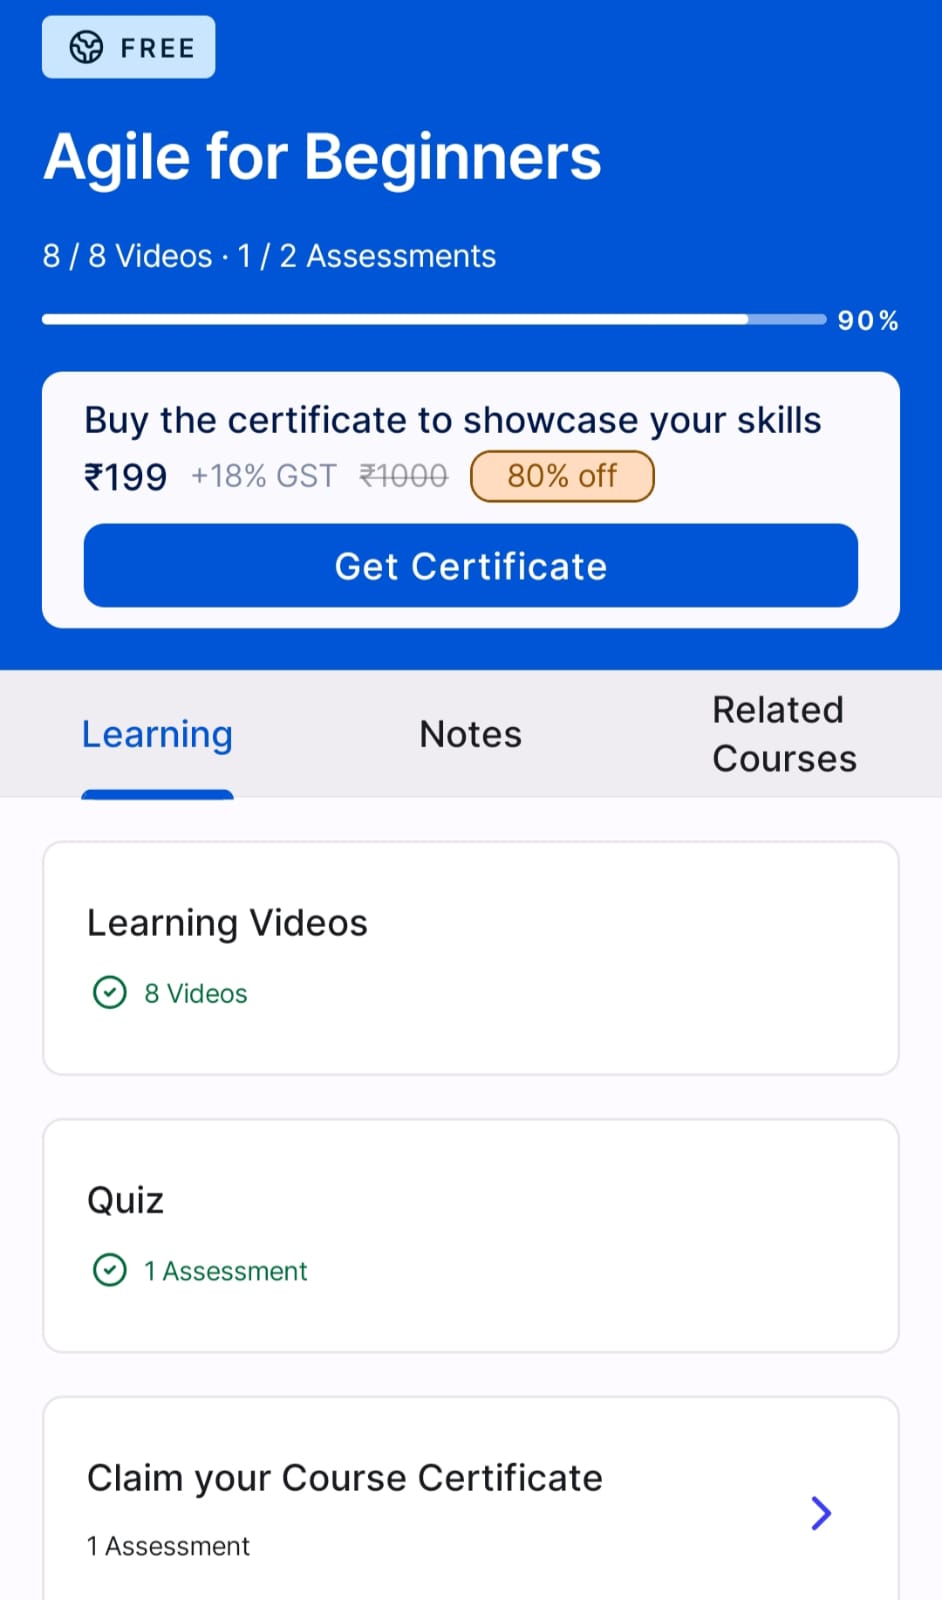 FREE
Agile for Beginners
8 / 8 Videos · 1 / 2 Assessments
90%
Buy the certificate to showcase your skills
₹199 +18% GST ₹1000 80% off
Get Certificate
Learning Notes Related Courses
Learning Videos
8 Videos
Quiz
1 Assessment
Claim your Course Certificate
1 Assessment